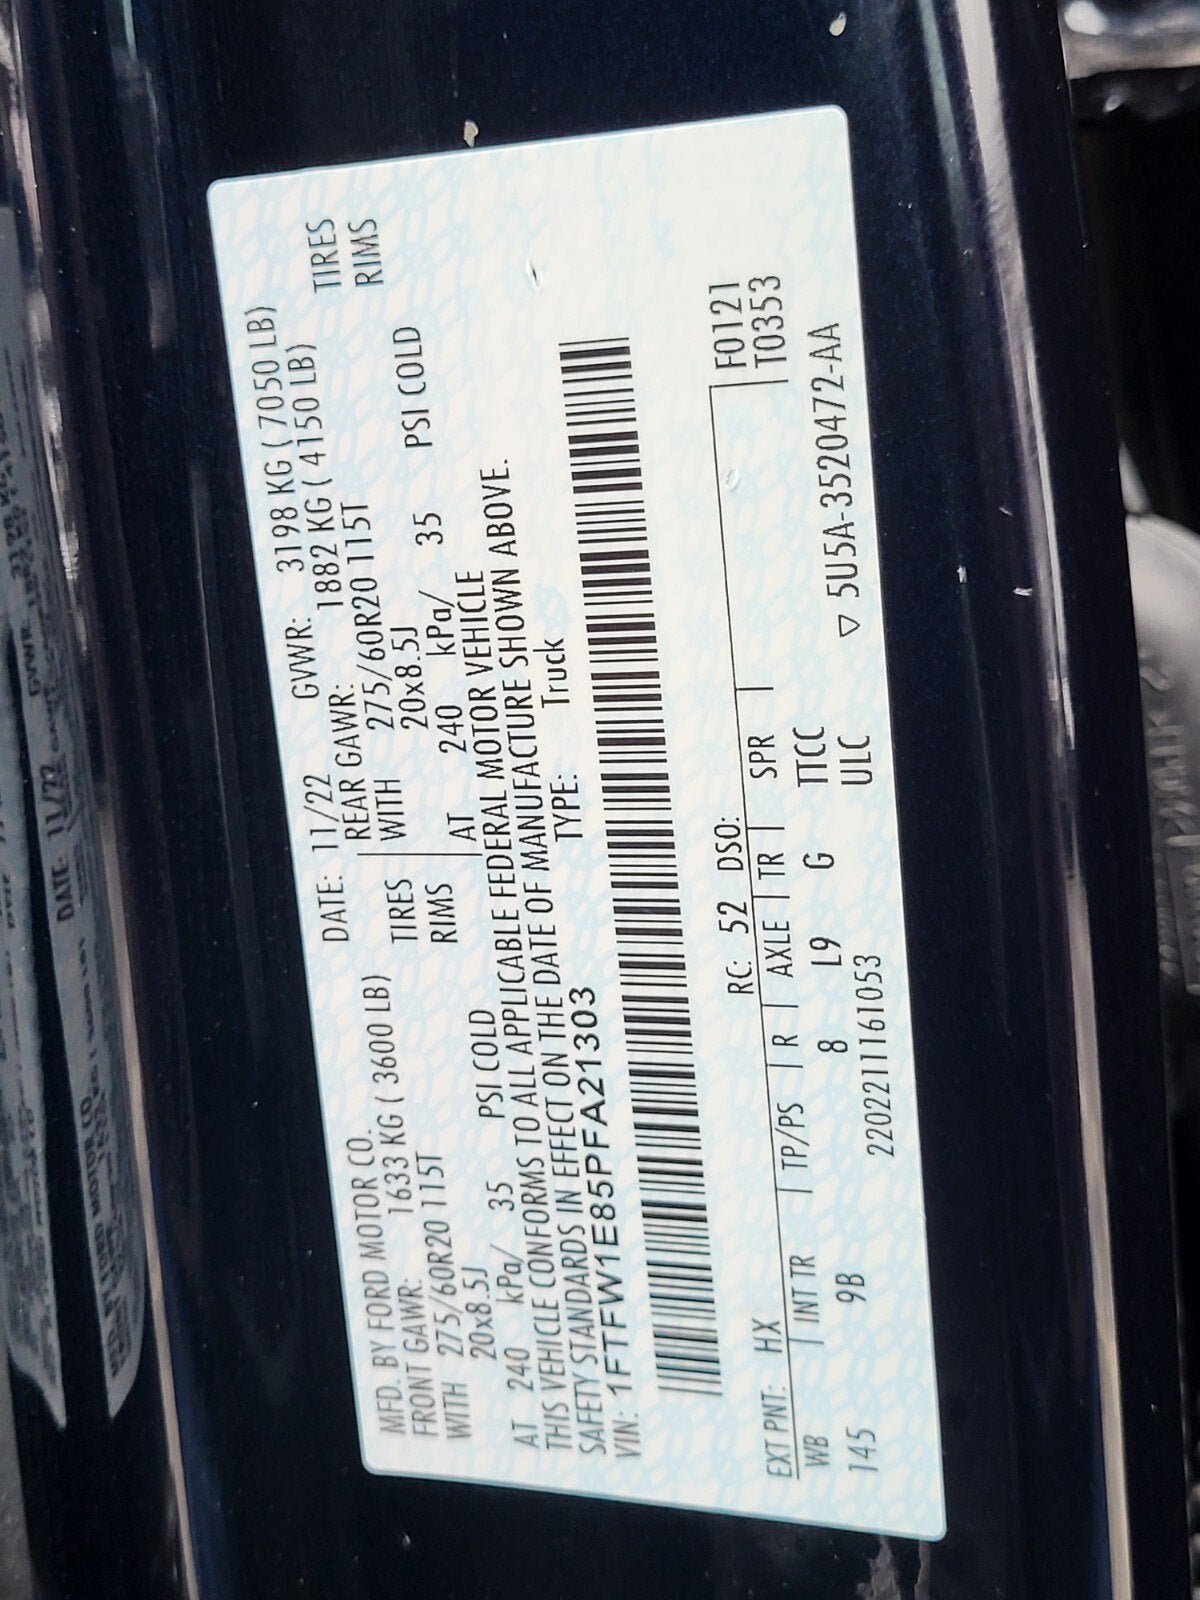 MFD. BY FORD MOTOR CO. DATE: 11/22 GVWR: 3198 KG ( 7050 LB)
FRONT GAWR: 1633 KG ( 3600 LB) REAR GAWR: 1882 KG ( 4150 LB)
WITH 275/60R20 115T TIRES WITH 275/60R20 115T TIRES
20x8.5J RIMS 20x8.5J RIMS
AT 240 kPa/ 35 PSI COLD AT 240 kPa/ 35 PSI COLD
THIS VEHICLE CONFORMS TO ALL APPLICABLE FEDERAL MOTOR VEHICLE
SAFETY STANDARDS IN EFFECT ON THE DATE OF MANUFACTURE SHOWN ABOVE.
VIN: 1FTFW1E85PFA21303 TYPE: Truck
EXT PNT: HX RC: 52 DSO: F0121
WB INT TR TP/PS R AXLE TR SPR T0353
145 9B 8 L9 G TTCC
2202211161053 ULC ▽ 5U5A-3520472-AA
DATE: 11/22 GVWR